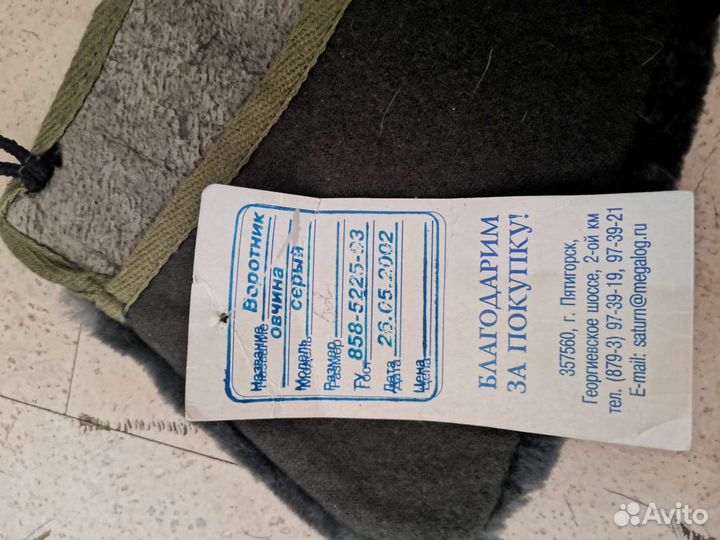 Название Воротник
овчина
Модель серый
Размер
ТУ 858-5225-93
Гост
Дата 26.05.2002
Цена
БЛАГОДАРИМ
ЗА ПОКУПКУ!
357560, г. Пятигорск,
Георгиевское шоссе, 2-ой км
тел. (879-3) 97-39-19, 97-39-21
E-mail: saturn@megalog.ru
Avito